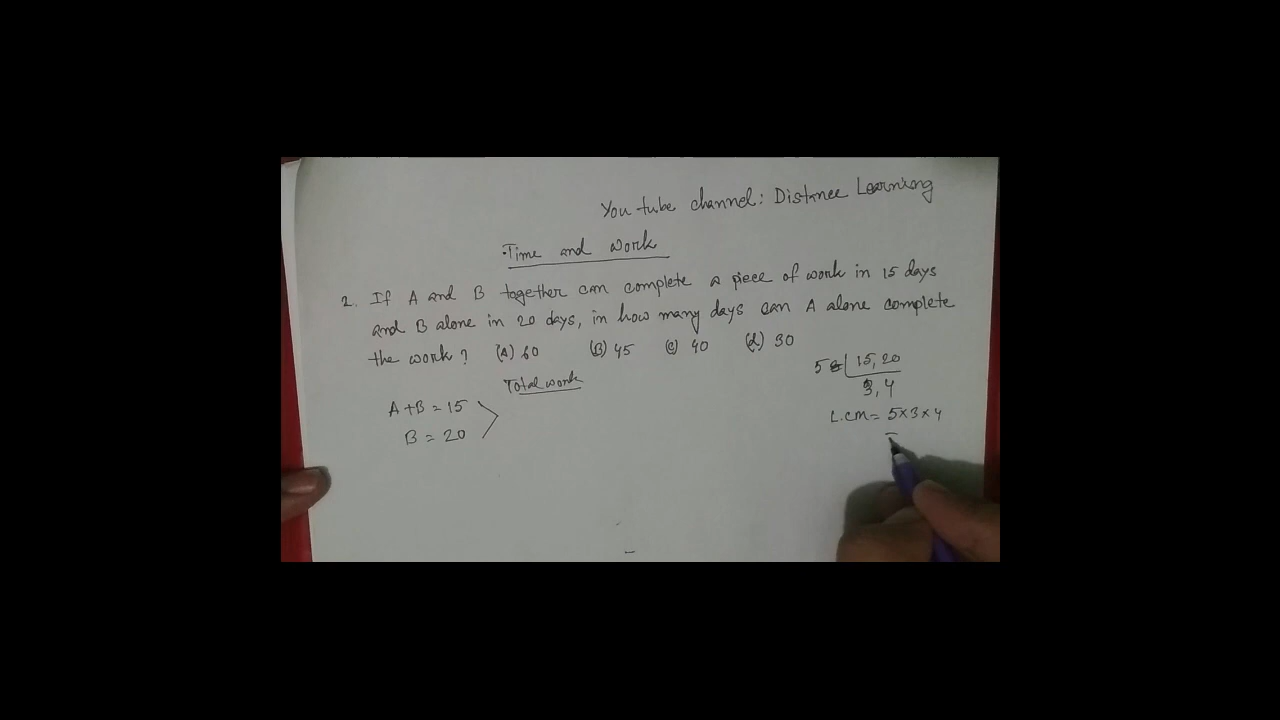 You tube channel: Distance Learning
Time and work
2. If A and B together can complete a piece of work in 15 days
and B alone in 20 days, in how many days can A alone complete
the work ? (A) 60 (B) 45 (C) 40 (d) 30
Total work
A+B = 15
B = 20
5 15, 20
3, 4
L.CM = 5×3×4
=